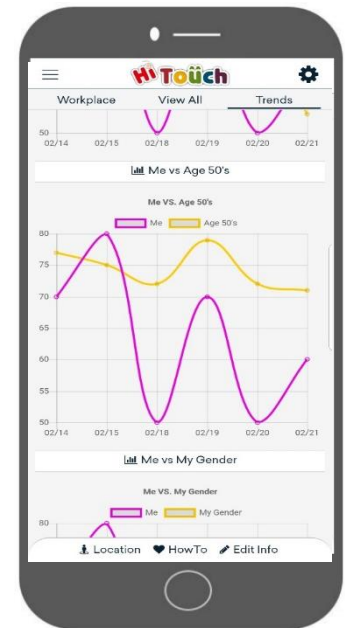 Hi Toüch
Workplace View All Trends
50
02/14 02/15 02/18 02/19 02/20 02/21
Me vs Age 50's
Me VS. Age 50's
Me Age 50's
80
75
70
65
60
55
50
02/14 02/15 02/18 02/19 02/20 02/21
Me vs My Gender
Me VS. My Gender
Me My Gender
80
Location HowTo Edit Info